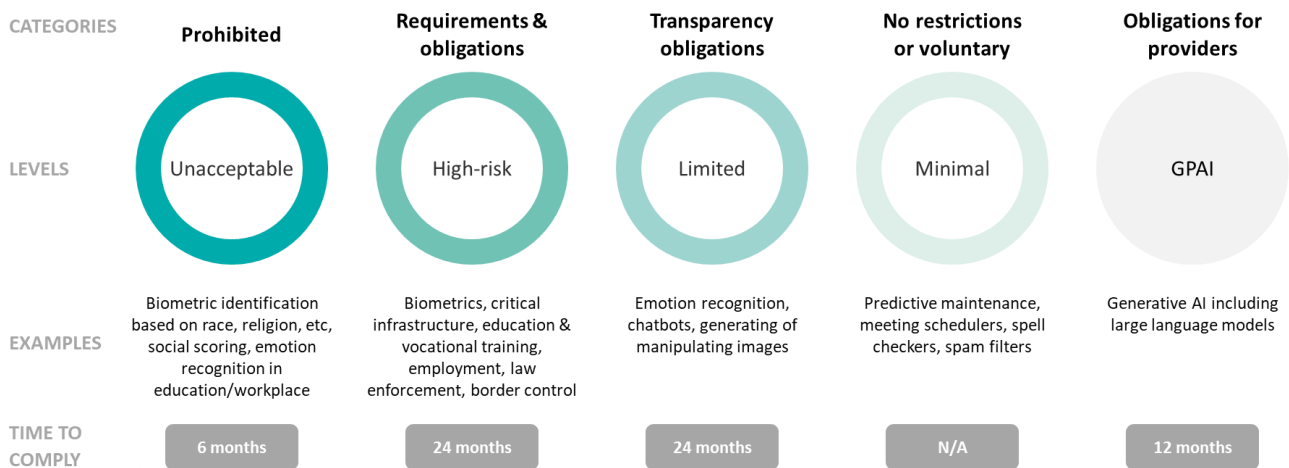 CATEGORIES
Prohibited
Requirements &
obligations
Transparency
obligations
No restrictions
or voluntary
Obligations for
providers
LEVELS
Unacceptable
High-risk
Limited
Minimal
GPAI
EXAMPLES
Biometric identification
based on race, religion, etc,
social scoring, emotion
recognition in
education/workplace
Biometrics, critical
infrastructure, education &
vocational training,
employment, law
enforcement, border control
Emotion recognition,
chatbots, generating of
manipulating images
Predictive maintenance,
meeting schedulers, spell
checkers, spam filters
Generative AI including
large language models
TIME TO
COMPLY
6 months
24 months
24 months
N/A
12 months